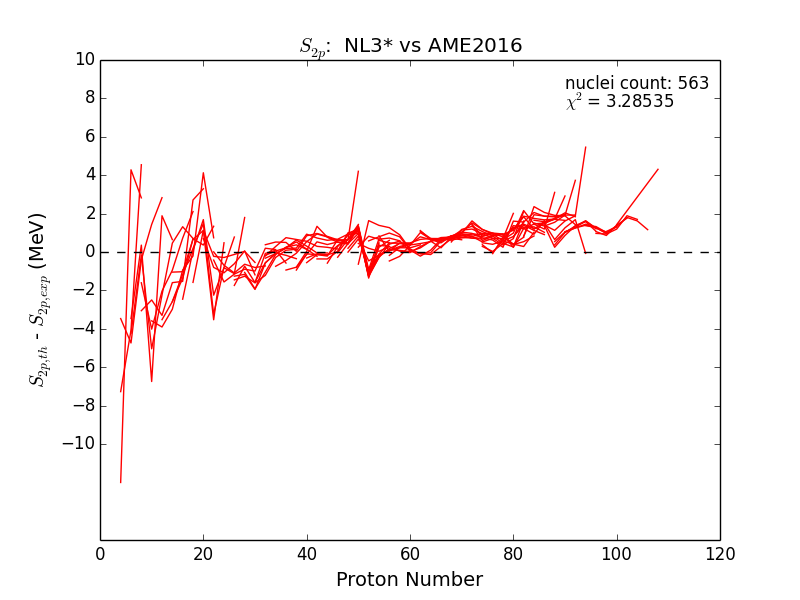 S2p: NL3* vs AME2016
nuclei count: 563
χ² = 3.28535
10
8
6
4
2
0
−2
−4
−6
−8
−10
S2p,th - S2p,exp (MeV)
0 20 40 60 80 100 120
Proton Number